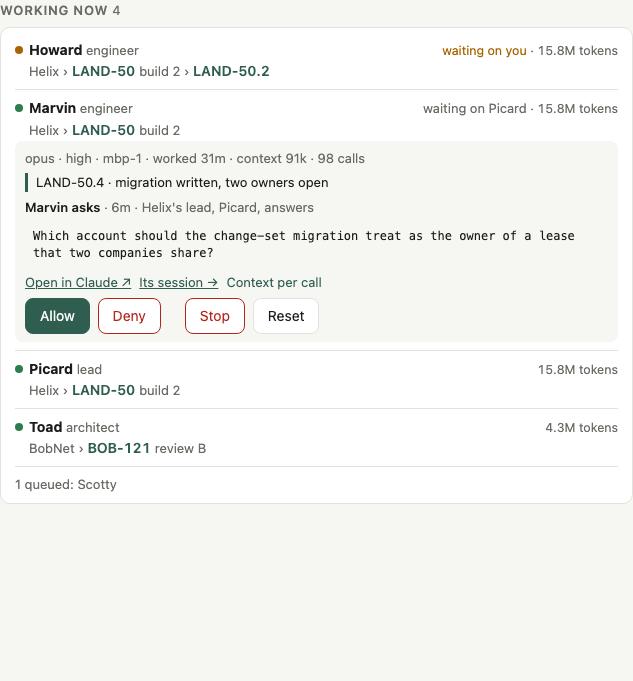 WORKING NOW 4
Howard engineer
waiting on you · 15.8M tokens
Helix › LAND-50 build 2 › LAND-50.2
Marvin engineer
waiting on Picard · 15.8M tokens
Helix › LAND-50 build 2
opus · high · mbp-1 · worked 31m · context 91k · 98 calls
LAND-50.4 · migration written, two owners open
Marvin asks · 6m · Helix's lead, Picard, answers
Which account should the change-set migration treat as the owner of a lease
that two companies share?
Open in Claude ↗ Its session → Context per call
Allow Deny Stop Reset
Picard lead
15.8M tokens
Helix › LAND-50 build 2
Toad architect
4.3M tokens
BobNet › BOB-121 review B
1 queued: Scotty